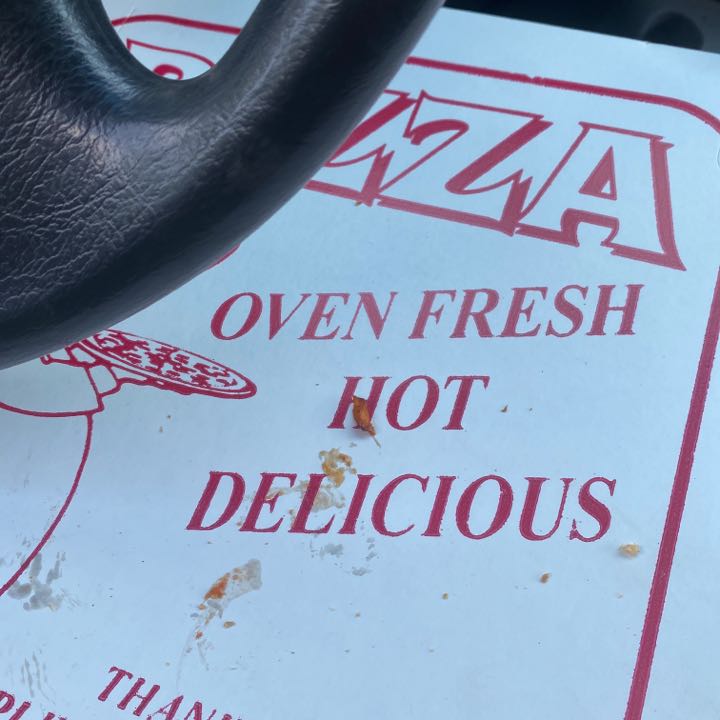 ZZA
OVEN FRESH
HOT
DELICIOUS
THAN